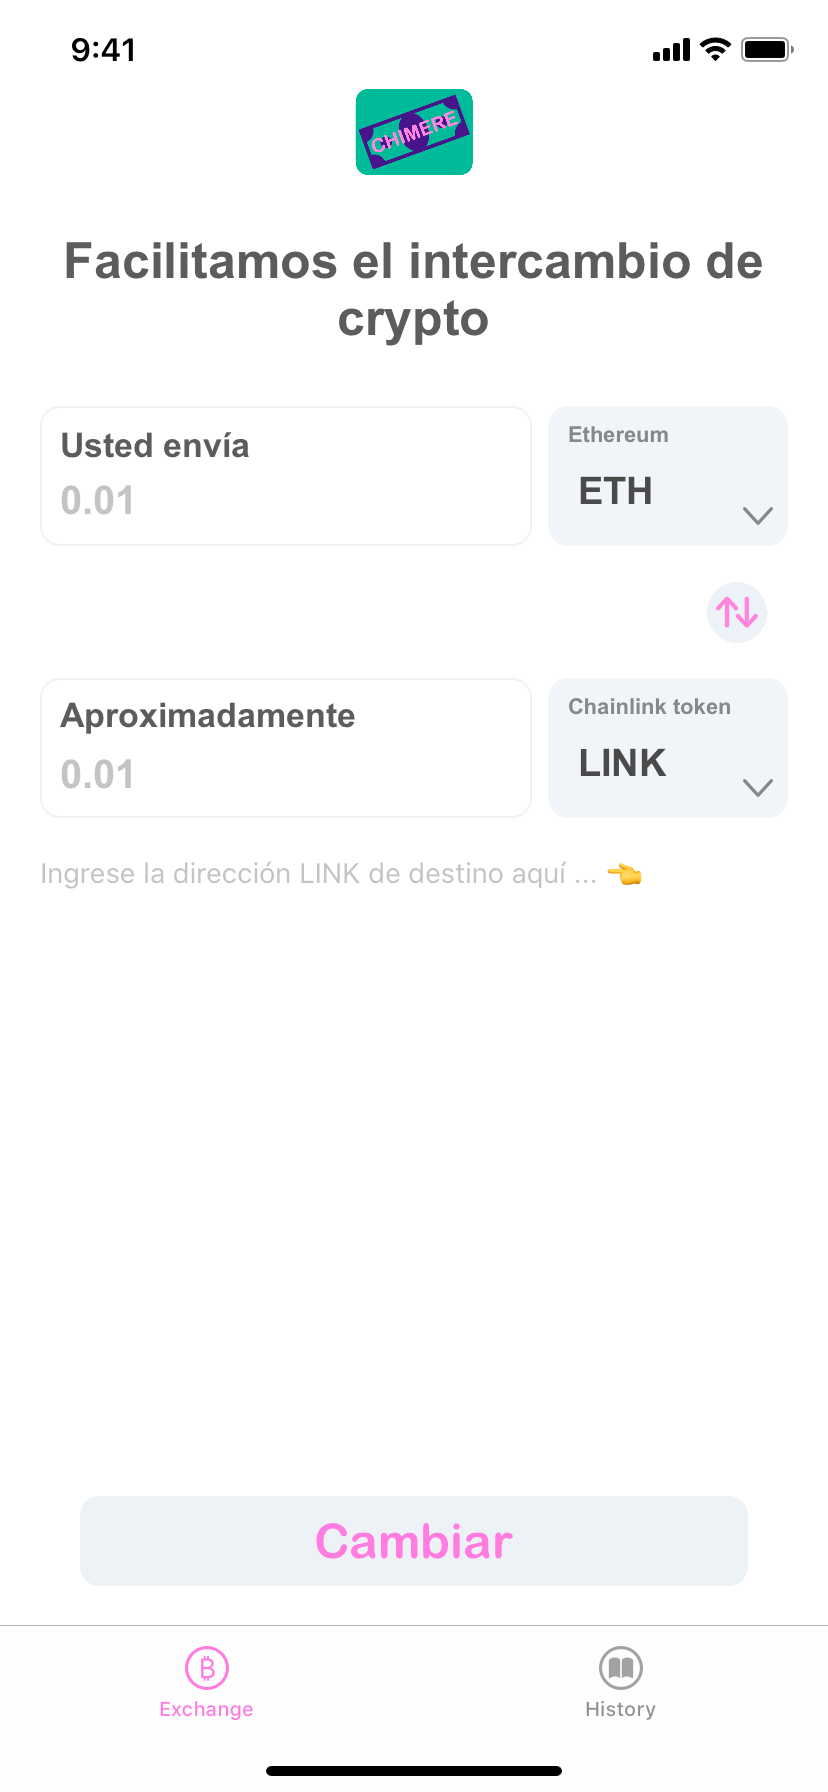 9:41
CHIMERE
Facilitamos el intercambio de
crypto
Usted envía
0.01
Ethereum
ETH
Aproximadamente
0.01
Chainlink token
LINK
Ingrese la dirección LINK de destino aquí ... 👈
Cambiar
Exchange
History